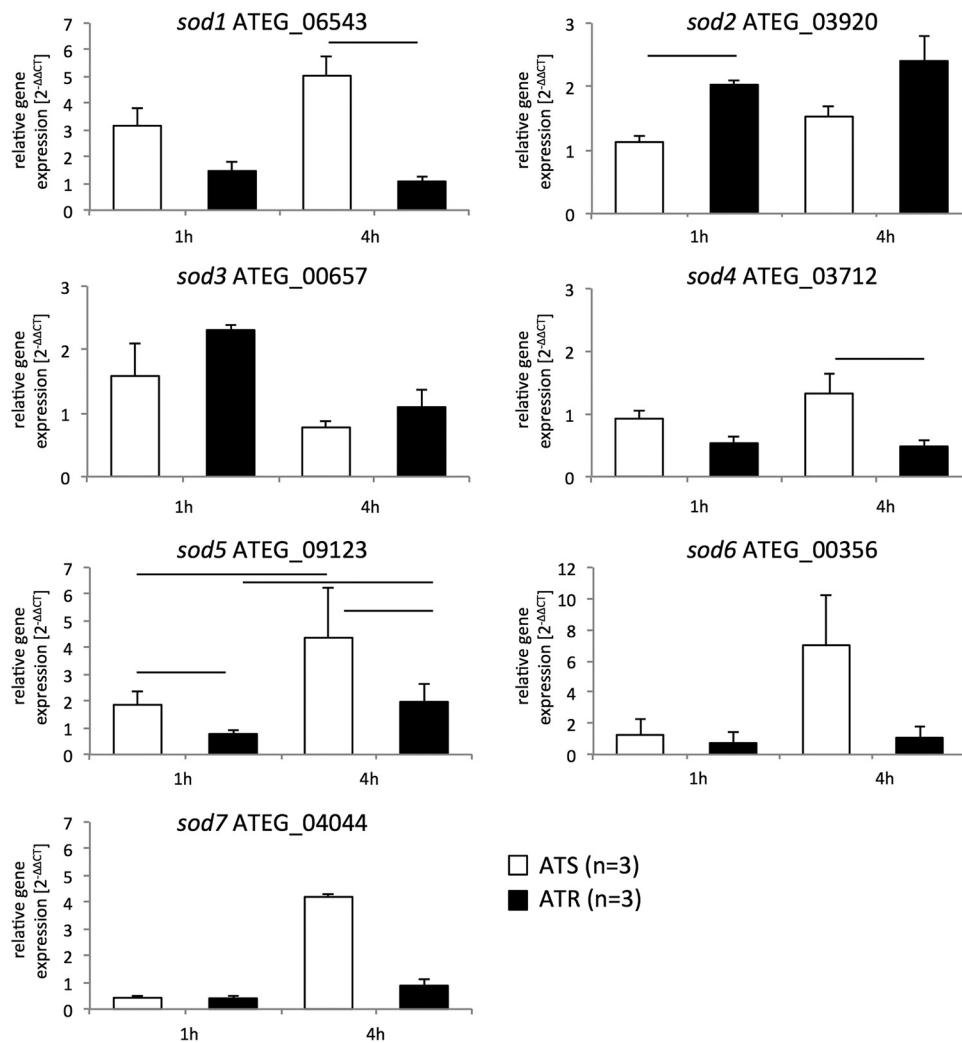 sod1 ATEG_06543
relative gene
expression [2-ΔΔCT]
7
6
5
4
3
2
1
0
1h
4h
sod2 ATEG_03920
relative gene
expression [2-ΔΔCT]
3
2
1
0
1h
4h
sod3 ATEG_00657
relative gene
expression [2-ΔΔCT]
3
2
1
0
1h
4h
sod4 ATEG_03712
relative gene
expression [2-ΔΔCT]
3
2
1
0
1h
4h
sod5 ATEG_09123
relative gene
expression [2-ΔΔCT]
7
6
5
4
3
2
1
0
1h
4h
sod6 ATEG_00356
relative gene
expression [2-ΔΔCT]
12
10
8
6
4
2
0
1h
4h
sod7 ATEG_04044
relative gene
expression [2-ΔΔCT]
7
6
5
4
3
2
1
0
1h
4h
ATS (n=3)
ATR (n=3)